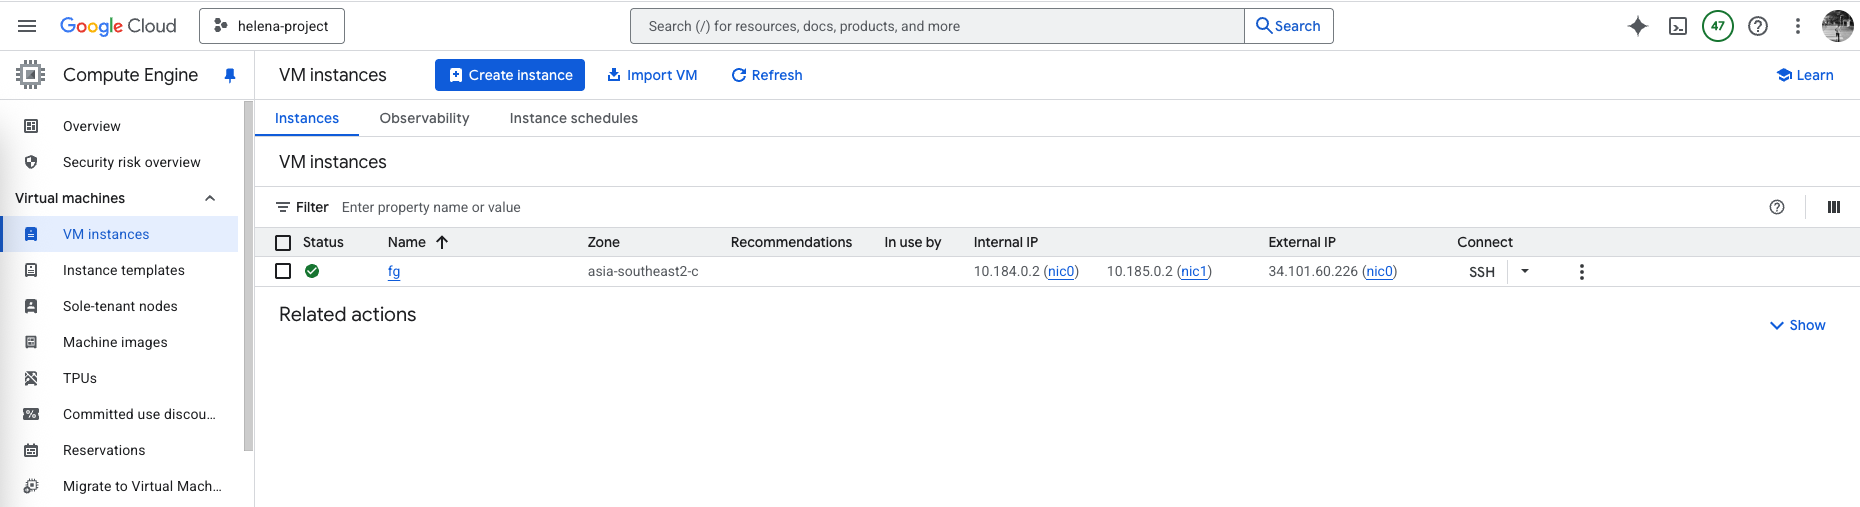 Google Cloud
helena-project
Search (/) for resources, docs, products, and more
Search
47
Compute Engine
VM instances
Create instance
Import VM
Refresh
Learn
Overview
Security risk overview
Virtual machines
VM instances
Instance templates
Sole-tenant nodes
Machine images
TPUs
Committed use discou...
Reservations
Migrate to Virtual Mach...
Instances Observability Instance schedules
VM instances
Filter Enter property name or value
Status Name Zone Recommendations In use by Internal IP External IP Connect
fg asia-southeast2-c 10.184.0.2 (nic0) 10.185.0.2 (nic1) 34.101.60.226 (nic0) SSH
Related actions
Show